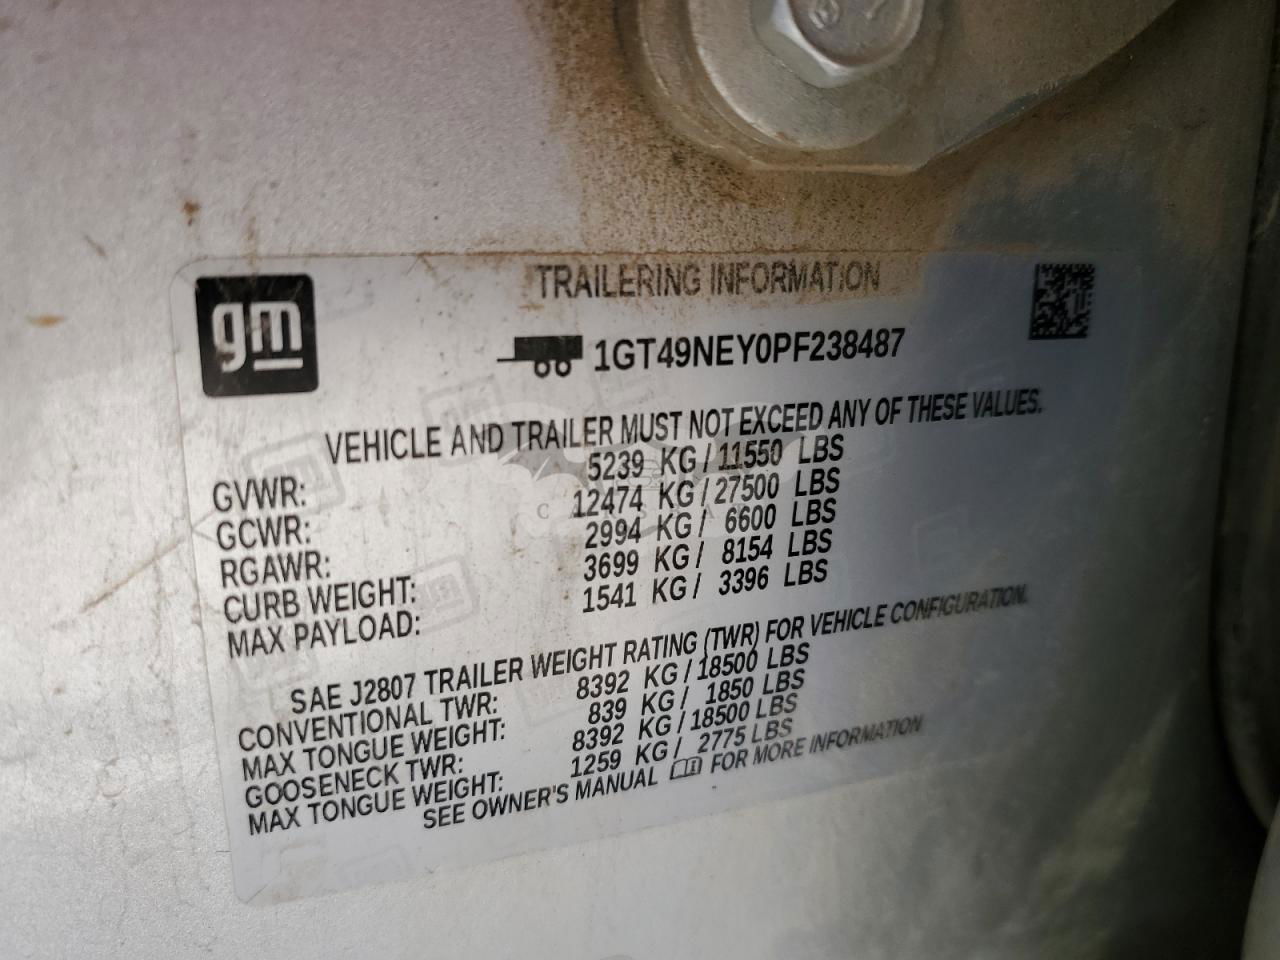 gm
TRAILERING INFORMATION
1GT49NEY0PF238487
VEHICLE AND TRAILER MUST NOT EXCEED ANY OF THESE VALUES.
GVWR: 5239 KG / 11550 LBS
GCWR: 12474 KG / 27500 LBS
RGAWR: 2994 KG / 6600 LBS
CURB WEIGHT: 3699 KG / 8154 LBS
MAX PAYLOAD: 1541 KG / 3396 LBS
SAE J2807 TRAILER WEIGHT RATING (TWR) FOR VEHICLE CONFIGURATION.
CONVENTIONAL TWR: 8392 KG / 18500 LBS
MAX TONGUE WEIGHT: 839 KG / 1850 LBS
GOOSENECK TWR: 8392 KG / 18500 LBS
MAX TONGUE WEIGHT: 1259 KG / 2775 LBS
SEE OWNER'S MANUAL FOR MORE INFORMATION